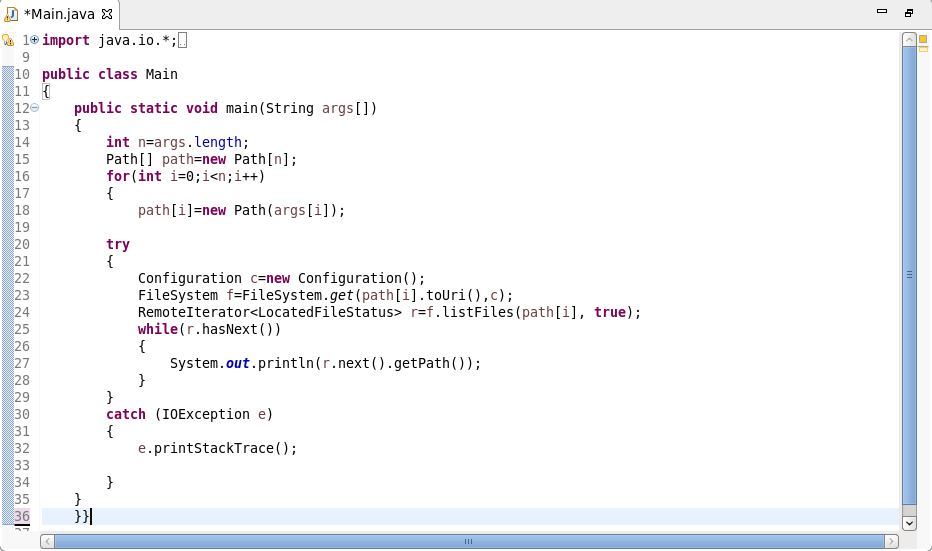 *Main.java
1 import java.io.*;
9
10 public class Main
11 {
12     public static void main(String args[])
13     {
14         int n=args.length;
15         Path[] path=new Path[n];
16         for(int i=0;i<n;i++)
17         {
18             path[i]=new Path(args[i]);
19
20         try
21         {
22             Configuration c=new Configuration();
23             FileSystem f=FileSystem.get(path[i].toUri(),c);
24             RemoteIterator<LocatedFileStatus> r=f.listFiles(path[i], true);
25             while(r.hasNext())
26             {
27                 System.out.println(r.next().getPath());
28             }
29         }
30         catch (IOException e)
31         {
32             e.printStackTrace();
33
34         }
35     }
36     }}